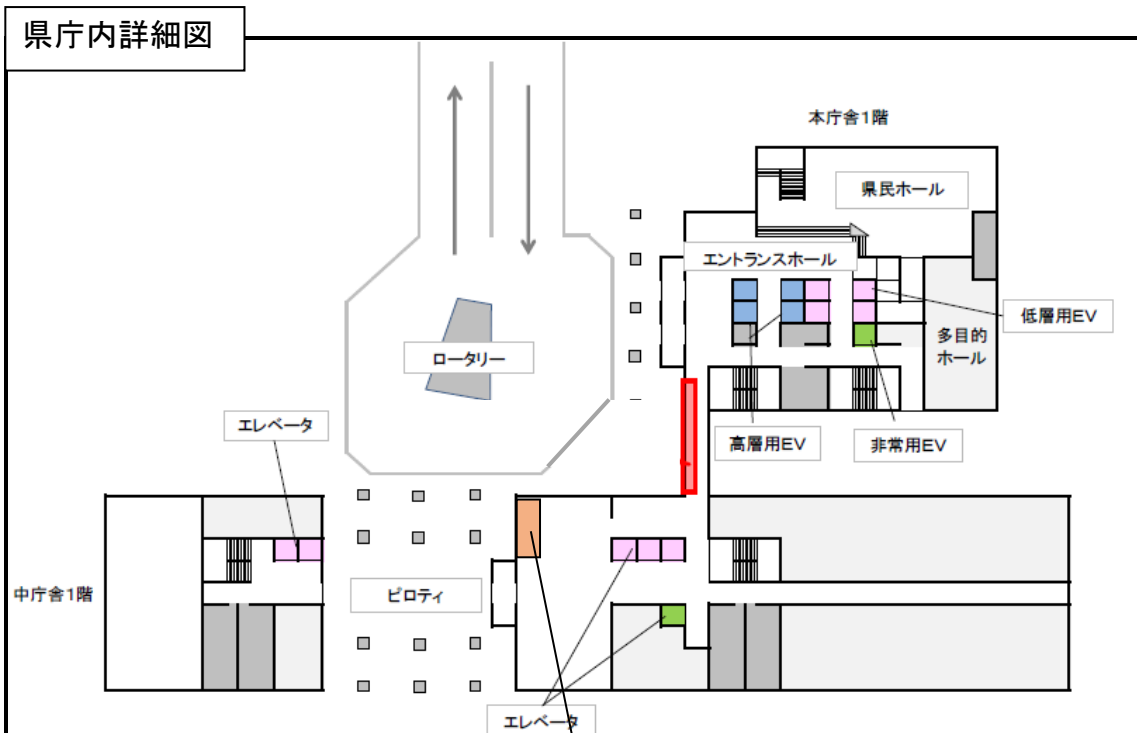 県庁内詳細図
本庁舎1階
県民ホール
エントランスホール
低層用EV
多目的
ホール
ロータリー
エレベータ
高層用EV
非常用EV
中庁舎1階
ピロティ
エレベータ